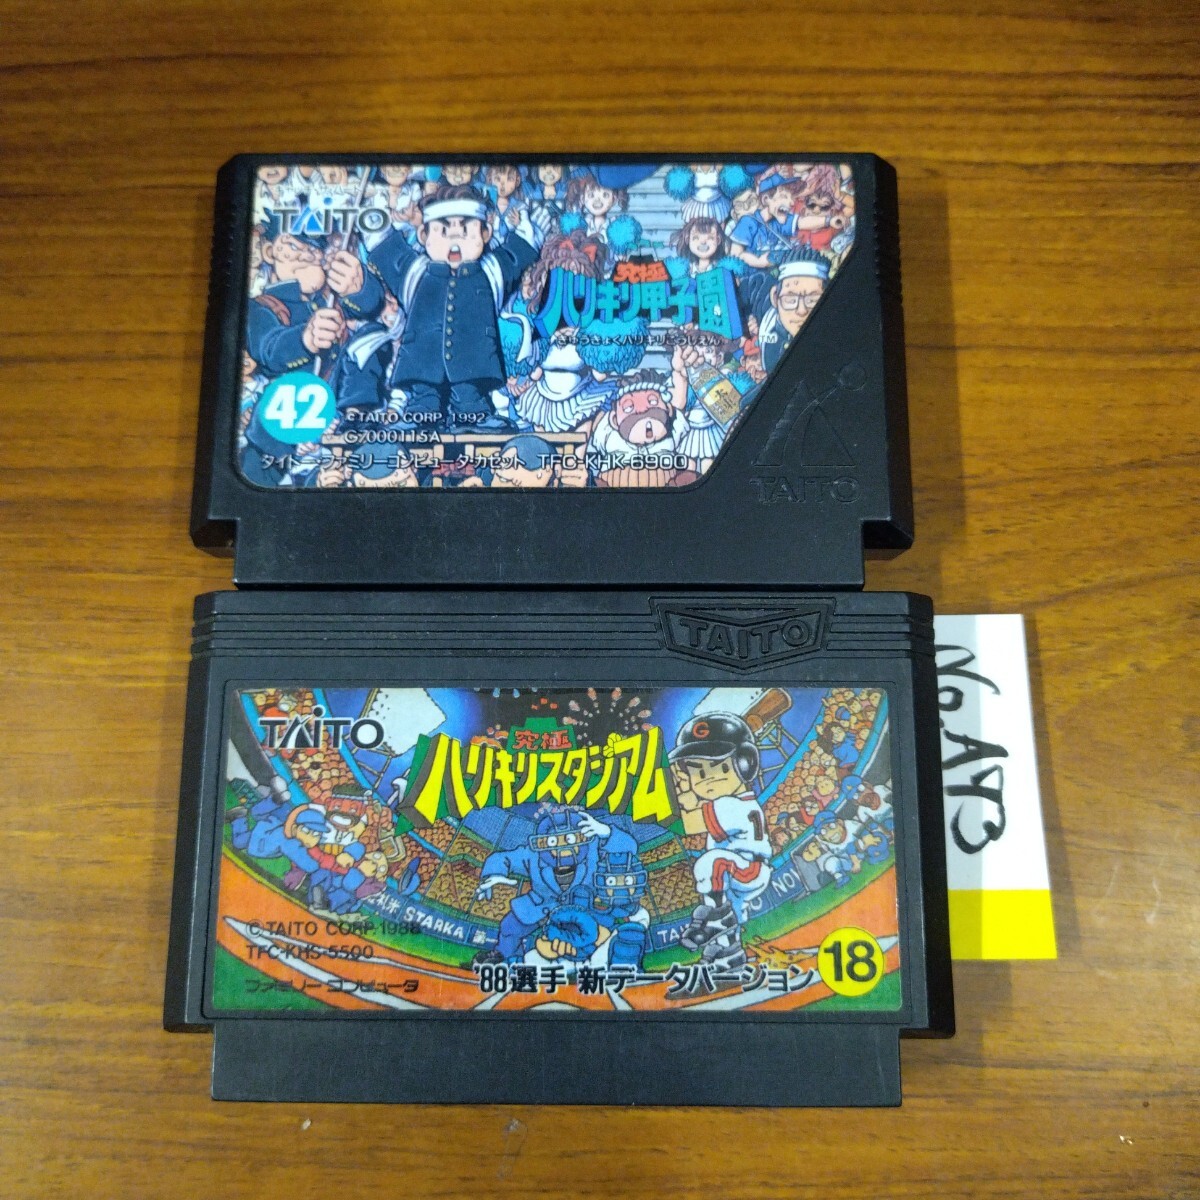 TAITO
究極
ハリキリ甲子園
きゅうきょくハリキリこうしえん
TM
42
©TAITO CORP. 1992
G7000115A
タイトーファミリーコンピュータカセット TFC-KHK-6900
TAITO
TAITO
TAITO
究極
ハリキリスタジアム
G
1
STARKA
©TAITO CORP. 1988
TFC-KHS-5500
ファミリーコンピュータ
'88選手 新データバージョン
18
No.A93